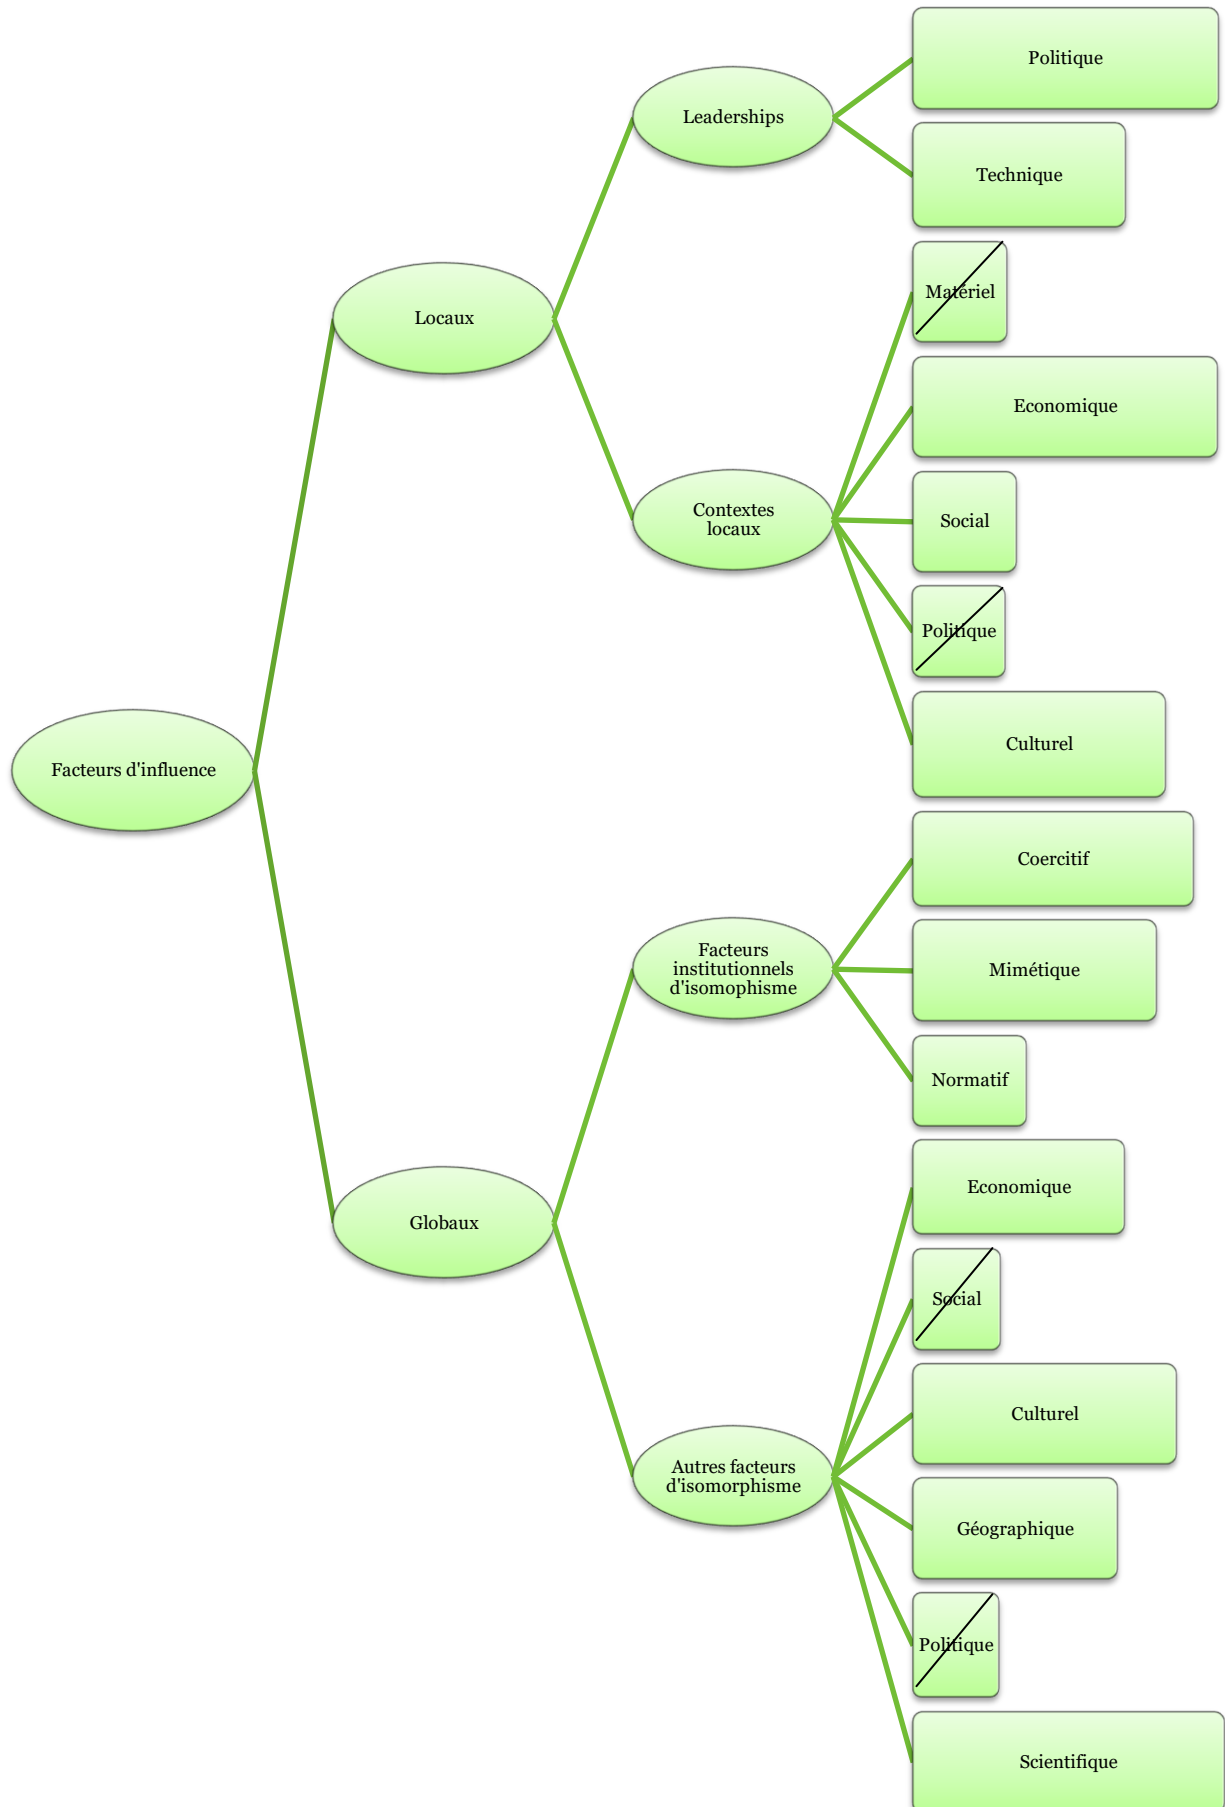 Politique
Leaderships
Technique
Matériel
Locaux
Economique
Contextes
locaux
Social
Politique
Culturel
Facteurs d'influence
Coercitif
Facteurs
institutionnels
d'isomophisme
Mimétique
Normatif
Economique
Globaux
Social
Culturel
Autres facteurs
d'isomorphisme
Géographique
Politique
Scientifique